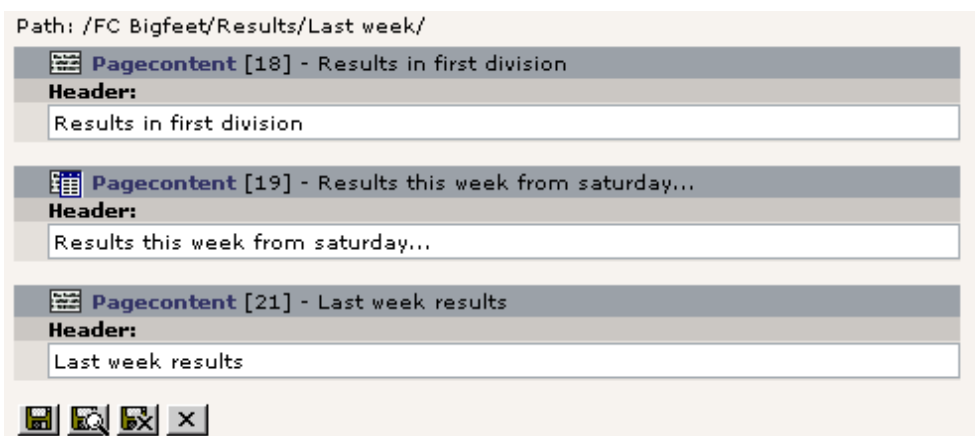 Path: /FC Bigfeet/Results/Last week/
Pagecontent [18] - Results in first division
Header:
Results in first division
Pagecontent [19] - Results this week from saturday...
Header:
Results this week from saturday...
Pagecontent [21] - Last week results
Header:
Last week results